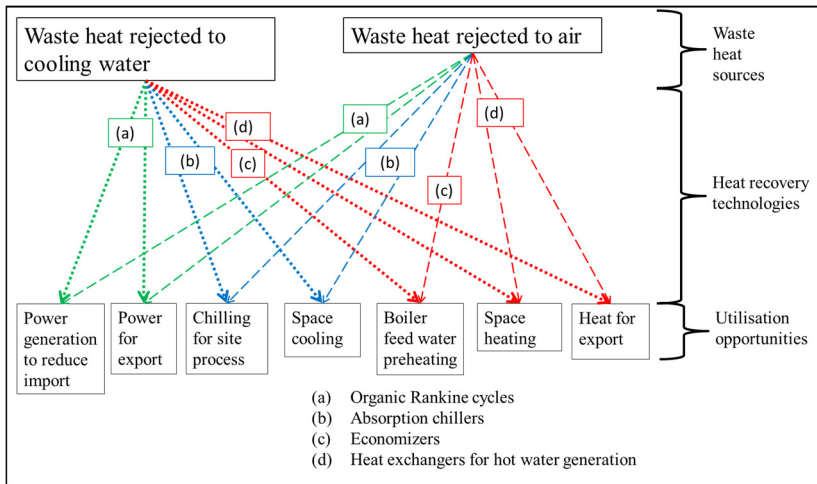 Waste heat rejected to
cooling water
Waste heat rejected to air
Waste
heat
sources
(a)
(d)
(b)
(c)
(a)
(d)
(b)
(c)
Heat recovery
technologies
Power
generation
to reduce
import
Power
for
export
Chilling
for site
process
Space
cooling
Boiler
feed water
preheating
Space
heating
Heat for
export
Utilisation
opportunities
(a) Organic Rankine cycles
(b) Absorption chillers
(c) Economizers
(d) Heat exchangers for hot water generation